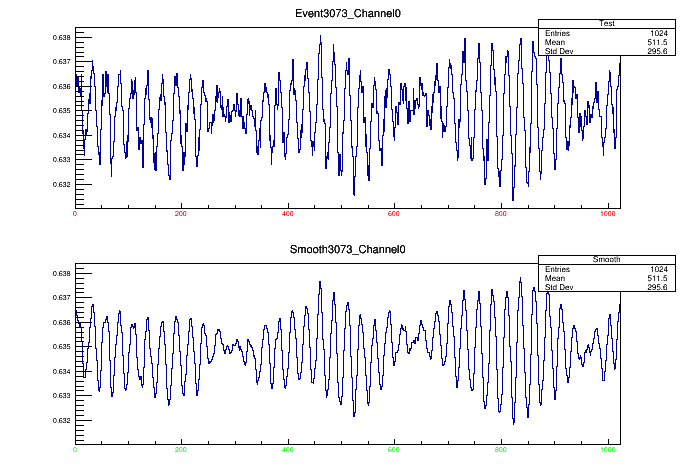 Event3073_Channel0
Test
Entries 1024
Mean 511.5
Std Dev 295.6
0.638
0.637
0.636
0.635
0.634
0.633
0.632
0 200 400 600 800 1000
Smooth3073_Channel0
Smooth
Entries 1024
Mean 511.5
Std Dev 295.6
0.638
0.637
0.636
0.635
0.634
0.633
0.632
0 200 400 600 800 1000